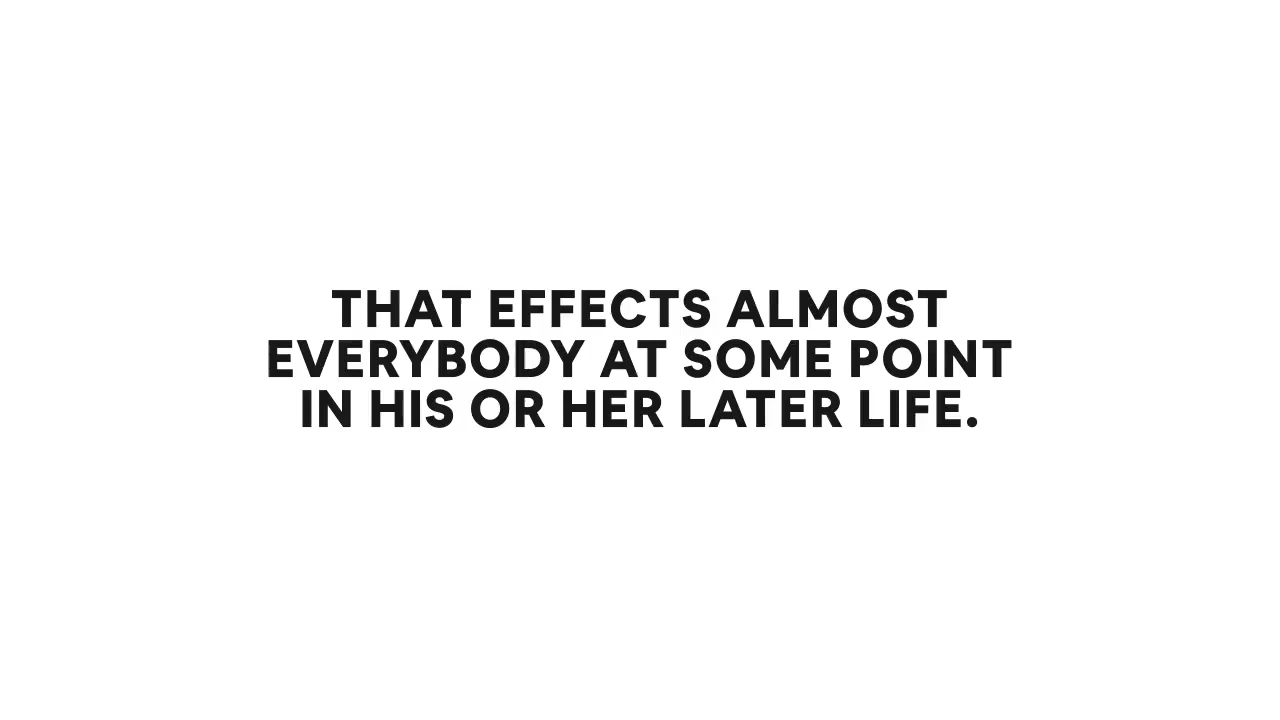 THAT EFFECTS ALMOST
EVERYBODY AT SOME POINT
IN HIS OR HER LATER LIFE.